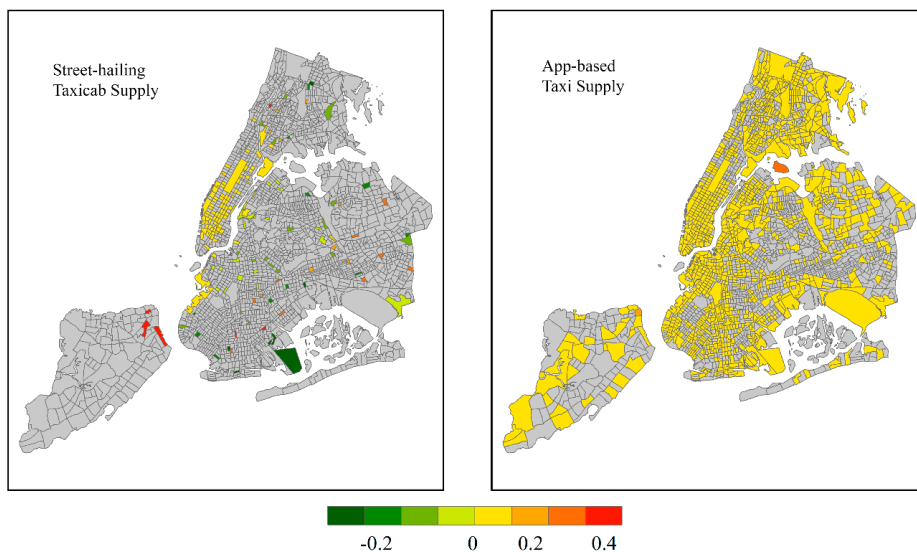 Street-hailing
Taxicab Supply
App-based
Taxi Supply
-0.2 0 0.2 0.4